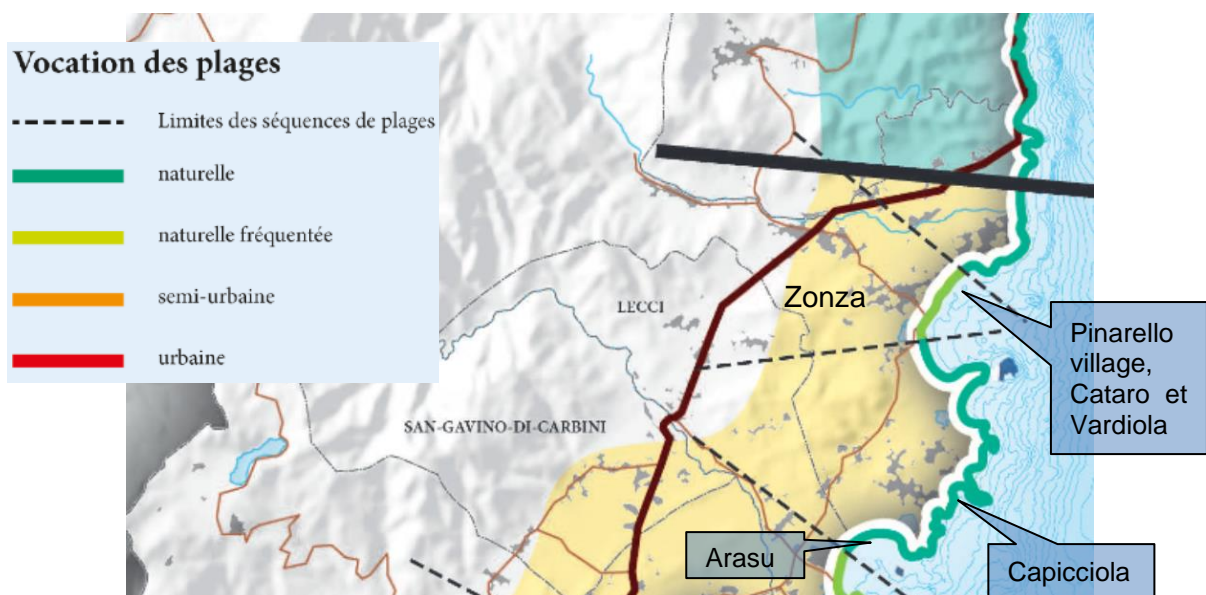 Vocation des plages
Limites des séquences de plages
naturelle
naturelle fréquentée
semi-urbaine
urbaine
Zonza
LECCI
SAN-GAVINO-DI-CARBINI
Pinarello
village,
Cataro et
Vardiola
Arasu
Capicciola